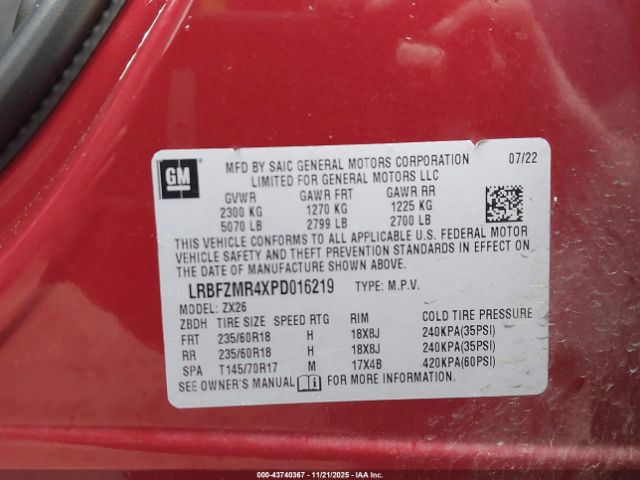 GM
MFD BY SAIC GENERAL MOTORS CORPORATION 07/22
LIMITED FOR GENERAL MOTORS LLC
GVWR GAWR FRT GAWR RR
2300 KG 1270 KG 1225 KG
5070 LB 2799 LB 2700 LB
THIS VEHICLE CONFORMS TO ALL APPLICABLE U.S. FEDERAL MOTOR
VEHICLE SAFETY AND THEFT PREVENTION STANDARDS IN EFFECT ON
THE DATE OF MANUFACTURE SHOWN ABOVE.
LRBFZMR4XPD016219 TYPE: M.P.V.
MODEL: ZX26
ZBDH TIRE SIZE SPEED RTG RIM COLD TIRE PRESSURE
FRT 235/60R18 H 18X8J 240KPA(35PSI)
RR 235/60R18 H 18X8J 240KPA(35PSI)
SPA T145/70R17 M 17X4B 420KPA(60PSI)
SEE OWNER'S MANUAL FOR MORE INFORMATION.
000-43740367 - 11/21/2025 - IAAI.COM